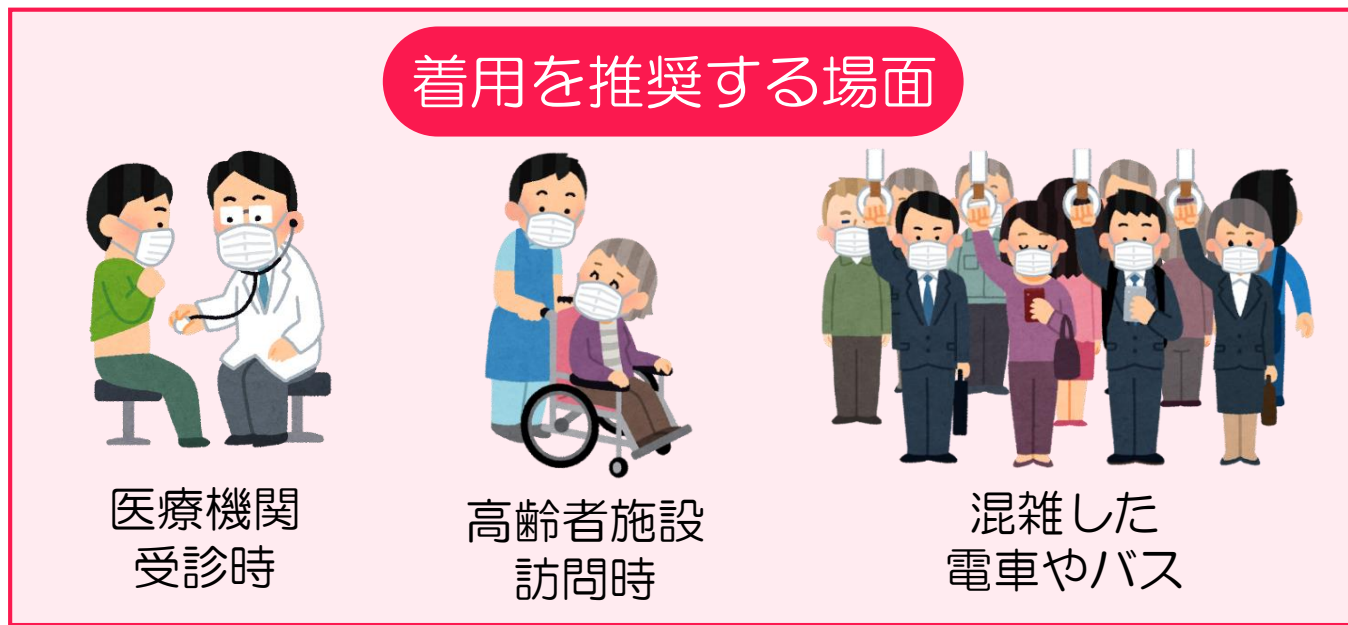 着用を推奨する場面
医療機関
受診時
高齢者施設
訪問時
混雑した
電車やバス